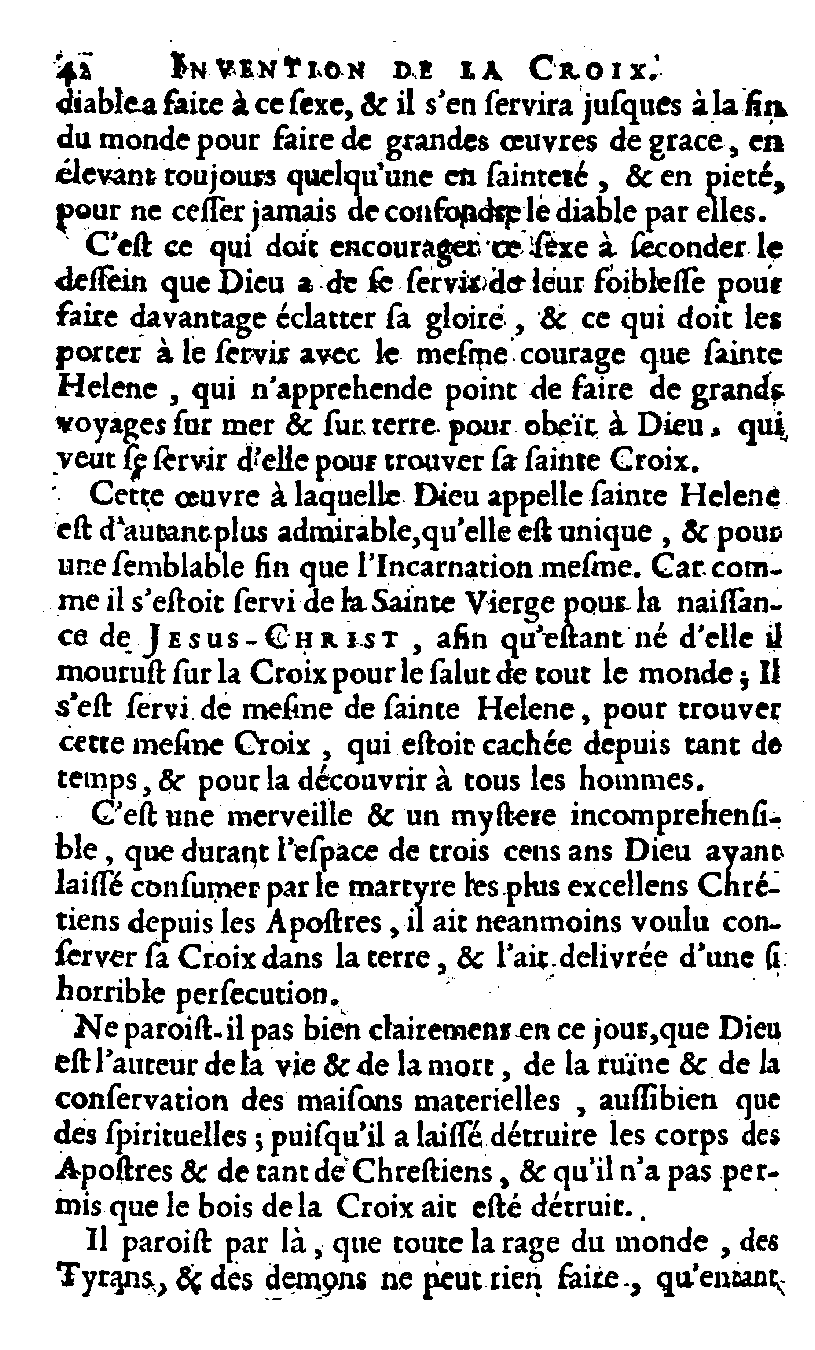 42 INVENTION DE LA CROIX.
diable a faite à ce ſexe, & il s'en ſervira juſques à la fin
du monde pour faire de grandes œuvres de grace, en
élevant toujours quelqu'une en ſainteté, & en pieté,
pour ne ceſſer jamais de confondre le diable par elles.
C'eſt ce qui doit encourager ce ſexe à ſeconder le
deſſein que Dieu a de ſe ſervir de leur foibleſſe pour
faire davantage éclatter ſa gloire, & ce qui doit les
porter à le ſervir avec le meſme courage que ſainte
Helene, qui n'apprehende point de faire de grands
voyages ſur mer & ſur terre pour obeïr à Dieu, qui
veut ſe ſervir d'elle pour trouver ſa ſainte Croix.
Cette œuvre à laquelle Dieu appelle ſainte Helene
eſt d'autant plus admirable, qu'elle eſt unique, & pour
une ſemblable fin que l'Incarnation meſme. Car com-
me il s'eſtoit ſervi de la Sainte Vierge pour la naiſſan-
ce de JESUS-CHRIST, afin qu'eſtant né d'elle il
mouruſt ſur la Croix pour le ſalut de tout le monde; Il
s'eſt ſervi de meſme de ſainte Helene, pour trouver
cette meſme Croix, qui eſtoit cachée depuis tant de
temps, & pour la découvrir à tous les hommes.
C'eſt une merveille & un myſtere incomprehenſi-
ble, que durant l'eſpace de trois cens ans Dieu ayant
laiſſé conſumer par le martyre les plus excellens Chré-
tiens depuis les Apoſtres, il ait neanmoins voulu con-
ſerver ſa Croix dans la terre, & l'ait delivrée d'une ſi
horrible perſecution.
Ne paroiſt-il pas bien clairement en ce jour, que Dieu
eſt l'auteur de la vie & de la mort, de la ruïne & de la
conſervation des maiſons materielles, auſſibien que
des ſpirituelles; puiſqu'il a laiſſé détruire les corps des
Apoſtres & de tant de Chreſtiens, & qu'il n'a pas per-
mis que le bois de la Croix ait eſté détruit.
Il paroiſt par là, que toute la rage du monde, des
Tyrans, & des demons ne peut rien faire, qu'entant